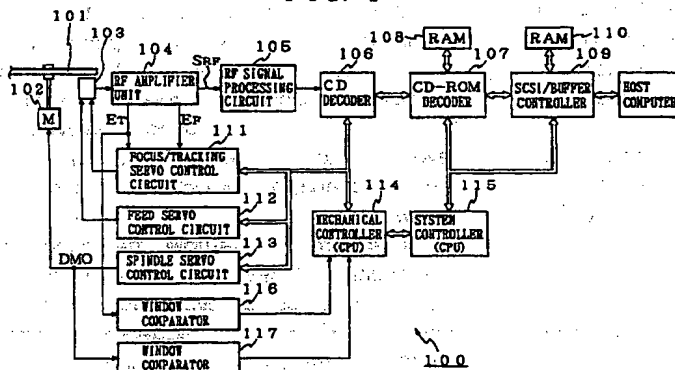 101
103
104
105
106
108
RAM
107
110
RAM
109
102
M
RF AMPLIFIER
UNIT
SRF
RF SIGNAL
PROCESSING
CIRCUIT
CD
DECODER
CD-ROM
DECODER
SCSI/BUFFER
CONTROLLER
HOST
COMPUTER
ET
EF
111
FOCUS/TRACKING
SERVO CONTROL
CIRCUIT
112
FEED SERVO
CONTROL CIRCUIT
113
DMO
SPINDLE SERVO
CONTROL CIRCUIT
114
MECHANICAL
CONTROLLER
(CPU)
115
SYSTEM
CONTROLLER
(CPU)
116
WINDOW
COMPARATOR
117
WINDOW
COMPARATOR
100